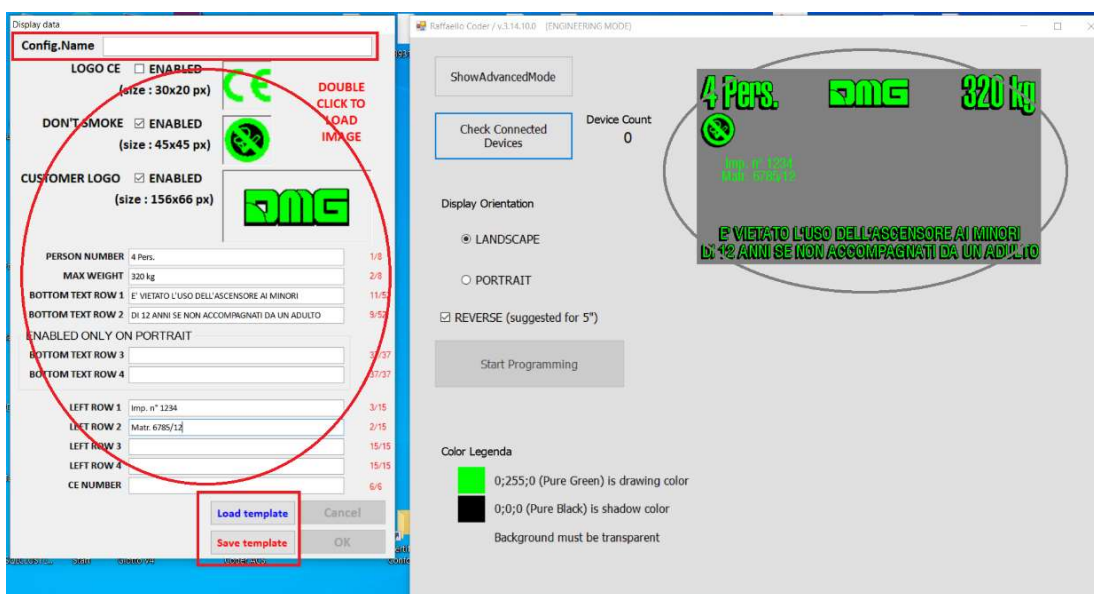 Display data
Config.Name
LOGO CE ENABLED
(size : 30x20 px)
CE
DOUBLE CLICK TO LOAD IMAGE
DON'T SMOKE ENABLED
(size : 45x45 px)
CUSTOMER LOGO ENABLED
(size : 156x66 px)
DMG
PERSON NUMBER 4 Pers. 1/8
MAX WEIGHT 320 kg 2/8
BOTTOM TEXT ROW 1 E' VIETATO L'USO DELL'ASCENSORE AI MINORI 11/52
BOTTOM TEXT ROW 2 DI 12 ANNI SE NON ACCOMPAGNATI DA UN ADULTO 9/52
ENABLED ONLY ON PORTRAIT
BOTTOM TEXT ROW 3 37/37
BOTTOM TEXT ROW 4 37/37
LEFT ROW 1 Imp. n° 1234 3/15
LEFT ROW 2 Matr. 6785/12 2/15
LEFT ROW 3 15/15
LEFT ROW 4 15/15
CE NUMBER 6/6
Load template Cancel
Save template OK
Start
Raffaello Coder / v.3.14.10.0 [ENGINEERING MODE]
ShowAdvancedMode
Check Connected Devices
Device Count
0
4 Pers. DMG 320 kg
Imp. n° 1234
Matr. 6785/12
E' VIETATO L'USO DELL'ASCENSORE AI MINORI
DI 12 ANNI SE NON ACCOMPAGNATI DA UN ADULTO
Display Orientation
LANDSCAPE
PORTRAIT
REVERSE (suggested for 5")
Start Programming
Color Legenda
0;255;0 (Pure Green) is drawing color
0;0;0 (Pure Black) is shadow color
Background must be transparent